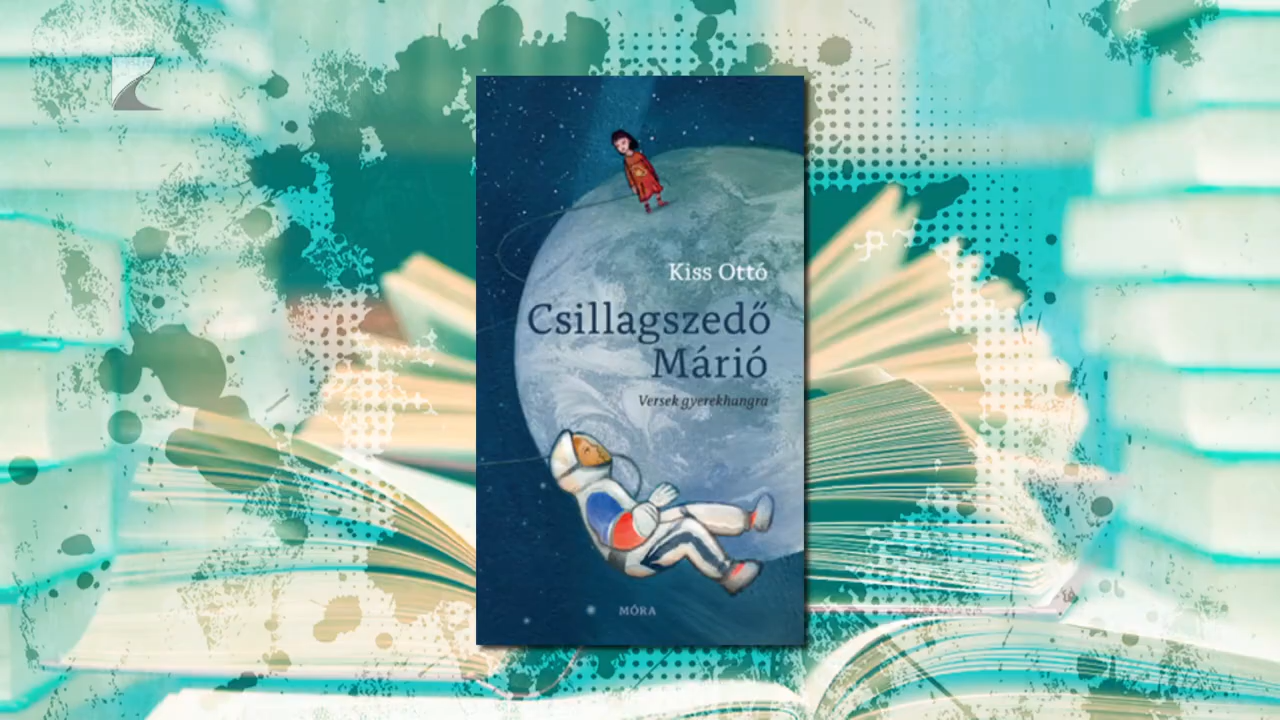 Kiss Ottó
Csillagszedő
Márió
Versek gyerekhangra
MÓRA